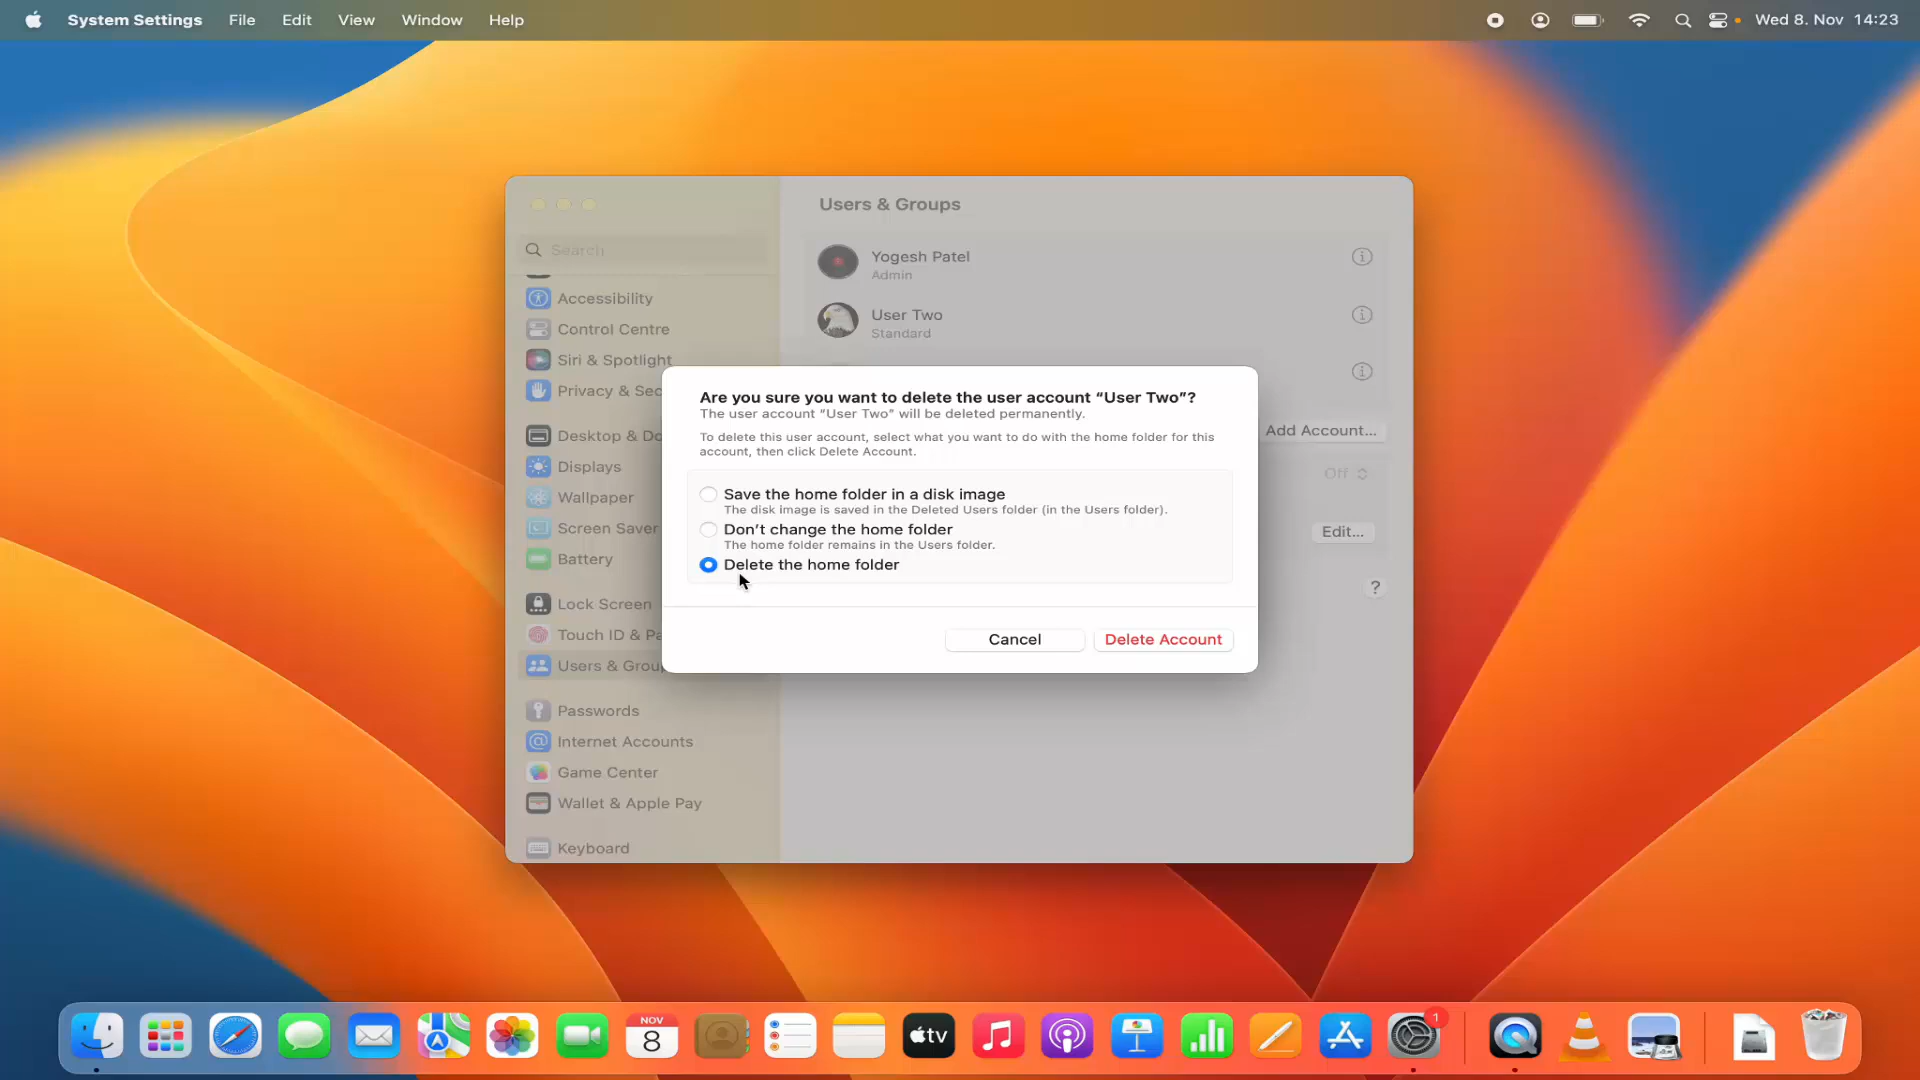 System Settings File Edit View Window Help
Wed 8. Nov 14:23
Users & Groups
Search
Yogesh Patel
Admin
User Two
Standard
Accessibility
Control Centre
Siri & Spotlight
Privacy & Sec
Desktop & Do
Displays
Wallpaper
Screen Saver
Battery
Lock Screen
Touch ID & Pa
Users & Grou
Passwords
Internet Accounts
Game Center
Wallet & Apple Pay
Keyboard
Add Account...
Off
Edit...
?
Are you sure you want to delete the user account “User Two”?
The user account “User Two” will be deleted permanently.
To delete this user account, select what you want to do with the home folder for this
account, then click Delete Account.
Save the home folder in a disk image
The disk image is saved in the Deleted Users folder (in the Users folder).
Don’t change the home folder
The home folder remains in the Users folder.
Delete the home folder
Cancel
Delete Account
NOV
8
tv
1